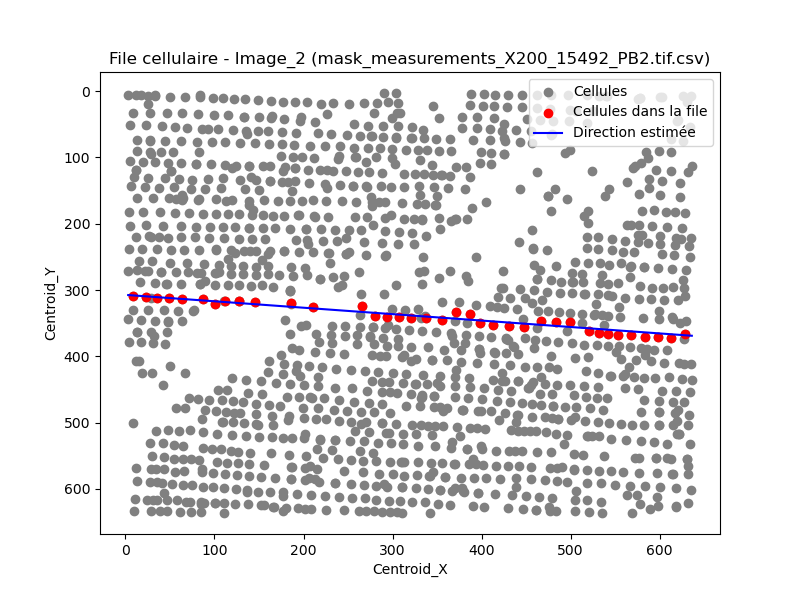 File cellulaire - Image_2 (mask_measurements_X200_15492_PB2.tif.csv)
Cellules
Cellules dans la file
Direction estimée
0
100
200
300
400
500
600
Centroid_Y
0 100 200 300 400 500 600
Centroid_X